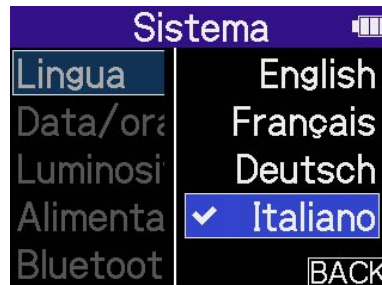 Sistema
Lingua
Data/ora
Luminosi
Alimenta
Bluetoot
English
Français
Deutsch
Italiano
BACK